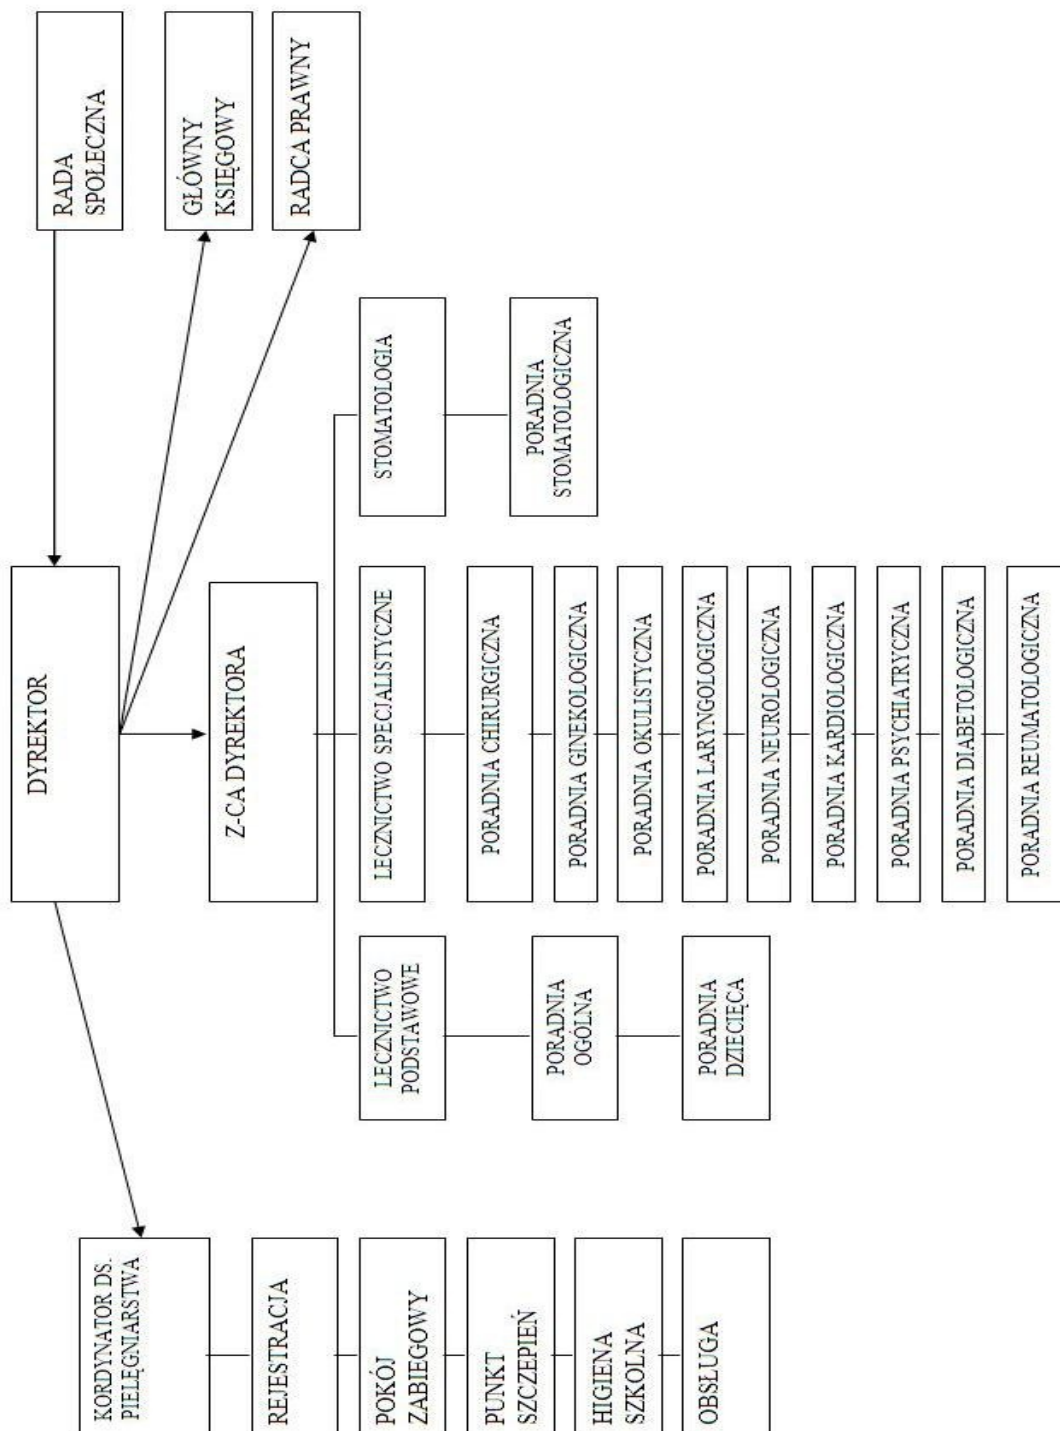 RADA
SPOŁECZNA
GŁÓWNY
KSIĘGOWY
RADCA PRAWNY
DYREKTOR
Z-CA DYREKTORA
KORDYNATOR DS.
PIELĘGNIARSTWA
REJESTRACJA
POKÓJ
ZABIEGOWY
PUNKT
SZCZEPIEŃ
HIGIENA
SZKOLNA
OBSŁUGA
LECZNICTWO
PODSTAWOWE
PORADNIA
OGÓLNA
PORADNIA
DZIECIĘCA
LECZNICTWO SPECJALISTYCZNE
PORADNIA CHIRURGICZNA
PORADNIA GINEKOLOGICZNA
PORADNIA OKULISTYCZNA
PORADNIA LARYNGOLOGICZNA
PORADNIA NEUROLOGICZNA
PORADNIA KARDIOLOGICZNA
PORADNIA PSYCHIATRYCZNA
PORADNIA DIABETOLOGICZNA
PORADNIA REUMATOLOGICZNA
STOMATOLOGIA
PORADNIA
STOMATOLOGICZNA